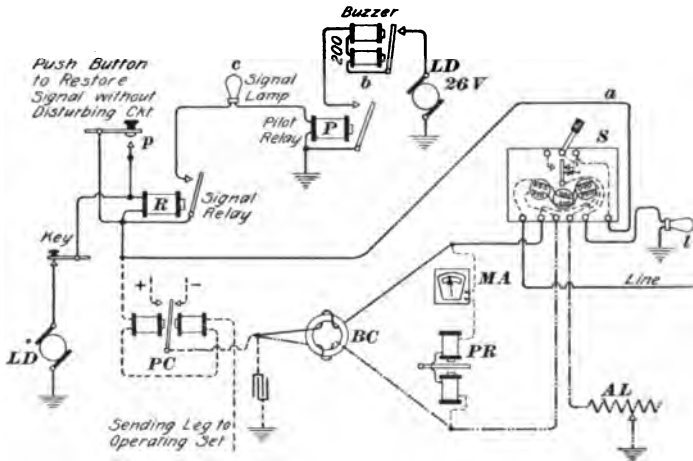 Buzzer
200
b
LD
26 V
Push Button
to Restore
Signal without
Disturbing Ckt.
p
c
Signal
Lamp
Pilot
Relay
P
a
S
R
Signal
Relay
Key
LD
+ -
PC
BC
MA
PR
l
Line
AL
Sending Leg to
Operating Set